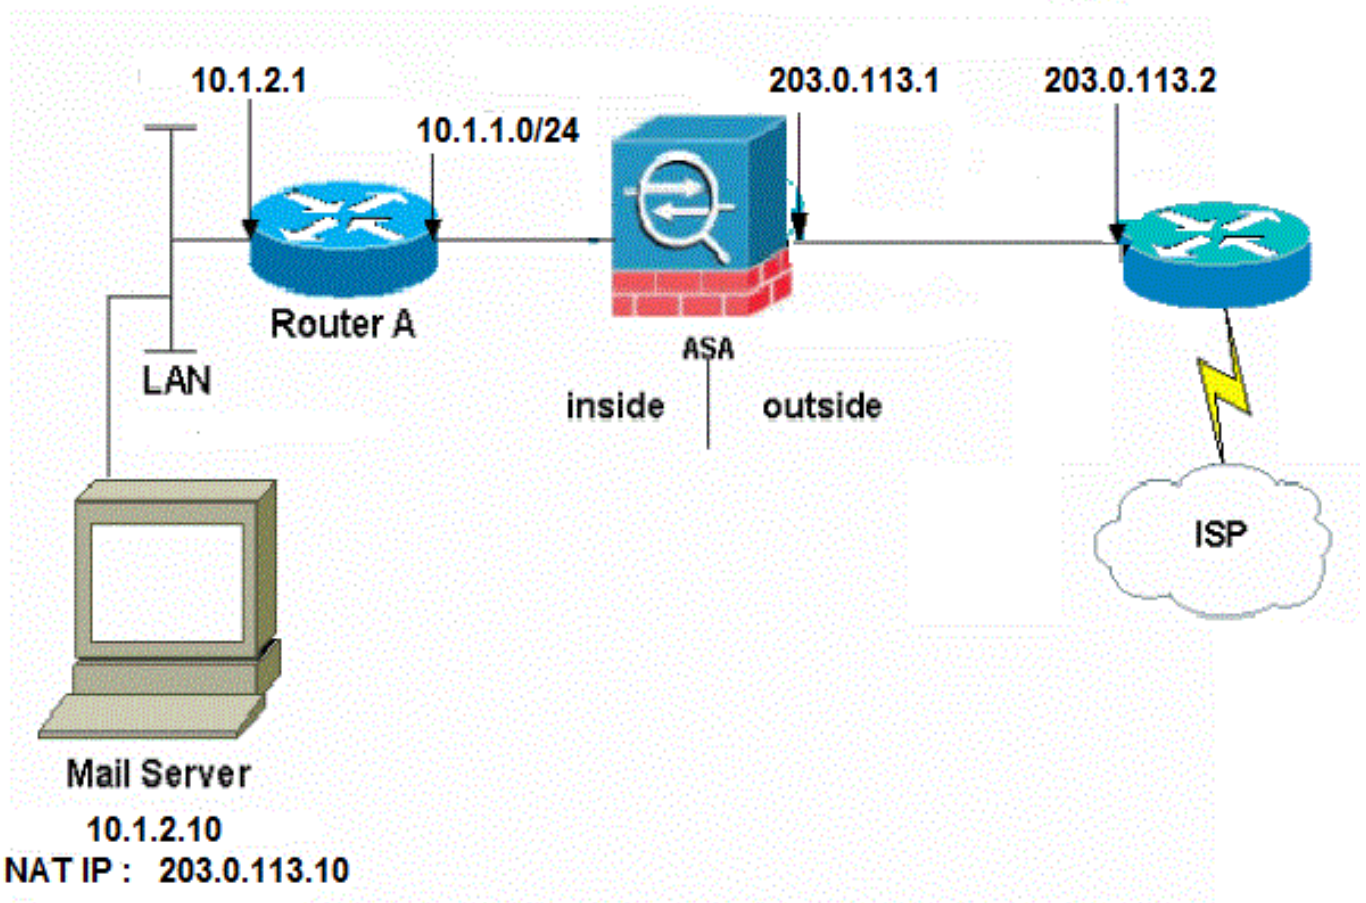 10.1.2.1
203.0.113.1
203.0.113.2
10.1.1.0/24
Router A
ASA
LAN
inside
outside
ISP
Mail Server
10.1.2.10
NAT IP : 203.0.113.10